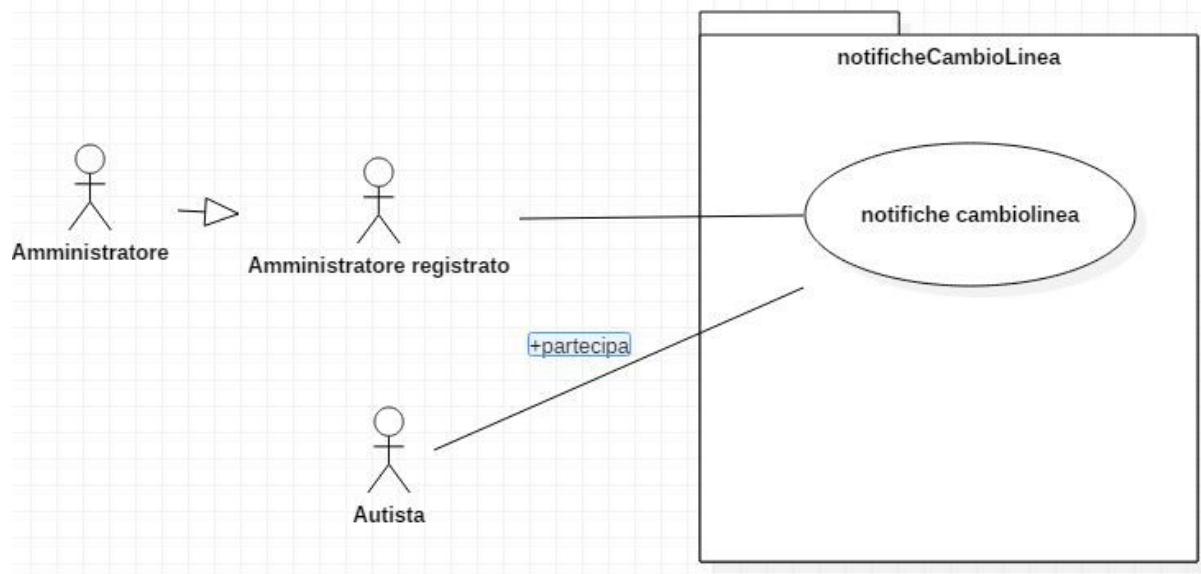 notificheCambioLinea
notifiche cambiolinea
Amministratore
Amministratore registrato
+partecipa
Autista